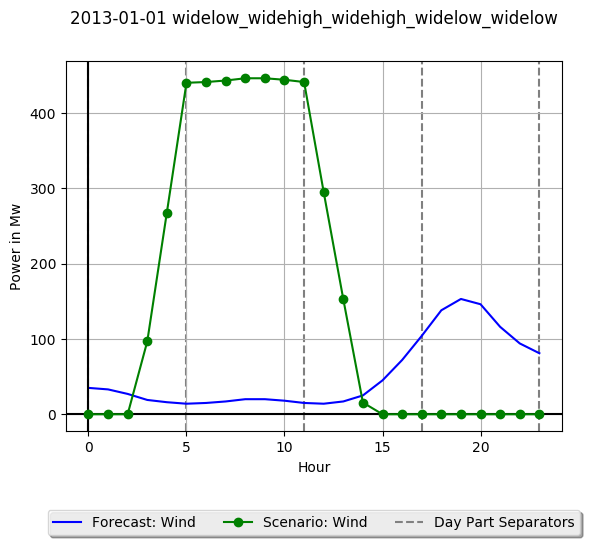 2013-01-01 widelow_widehigh_widehigh_widelow_widelow
Power in Mw
400
300
200
100
0
0 5 10 15 20
Hour
Forecast: Wind Scenario: Wind Day Part Separators